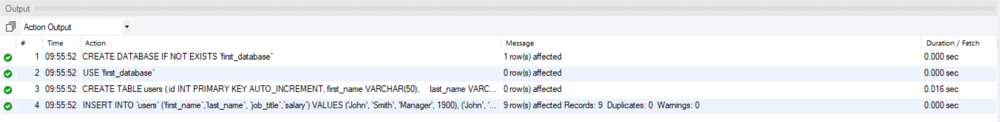 Output
Action Output
# Time Action Message Duration / Fetch
1 09:55:52 CREATE DATABASE IF NOT EXISTS `first_database` 1 row(s) affected 0.000 sec
2 09:55:52 USE `first_database` 0 row(s) affected 0.000 sec
3 09:55:52 CREATE TABLE users ( id INT PRIMARY KEY AUTO_INCREMENT, first_name VARCHAR(50), last_name VARC... 0 row(s) affected 0.016 sec
4 09:55:52 INSERT INTO `users` (`first_name`,`last_name`, `job_title`,`salary`) VALUES ('John', 'Smith', 'Manager', 1900), ('John', '... 9 row(s) affected Records: 9 Duplicates: 0 Warnings: 0 0.000 sec